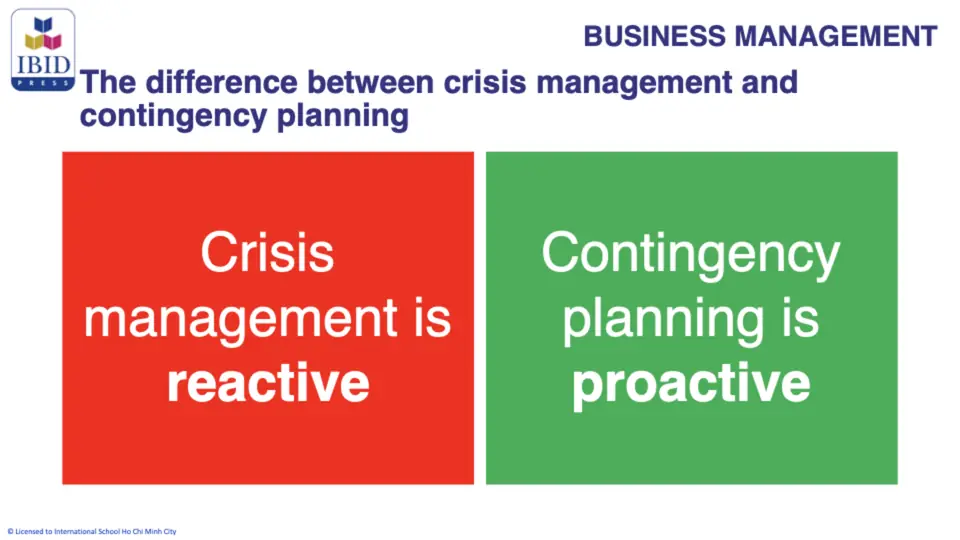 IBID
PRESS
BUSINESS MANAGEMENT
The difference between crisis management and
contingency planning
Crisis
management is
reactive
Contingency
planning is
proactive
© Licensed to International School Ho Chi Minh City